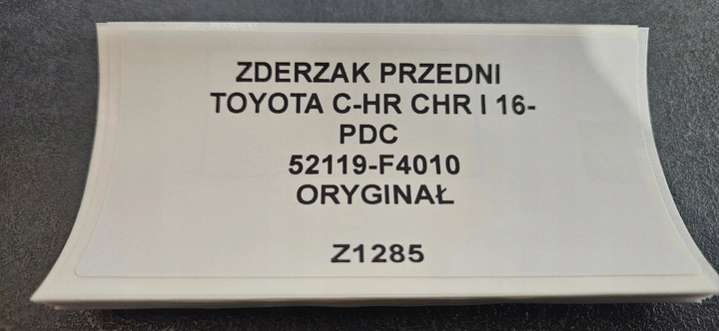 ZDERZAK PRZEDNI
TOYOTA C-HR CHR I 16-
PDC
52119-F4010
ORYGINAŁ
Z1285